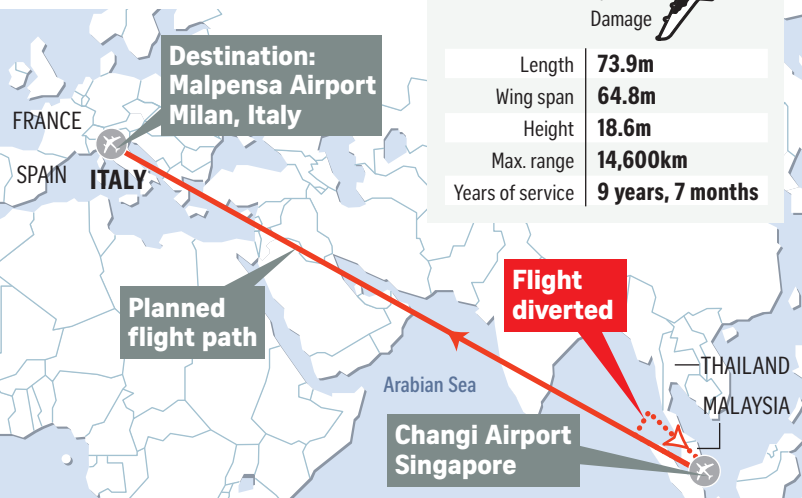 Damage
Length 73.9m
Wing span 64.8m
Height 18.6m
Max. range 14,600km
Years of service 9 years, 7 months
Destination:
Malpensa Airport
Milan, Italy
FRANCE
SPAIN
ITALY
Planned
flight path
Flight
diverted
Arabian Sea
THAILAND
MALAYSIA
Changi Airport
Singapore